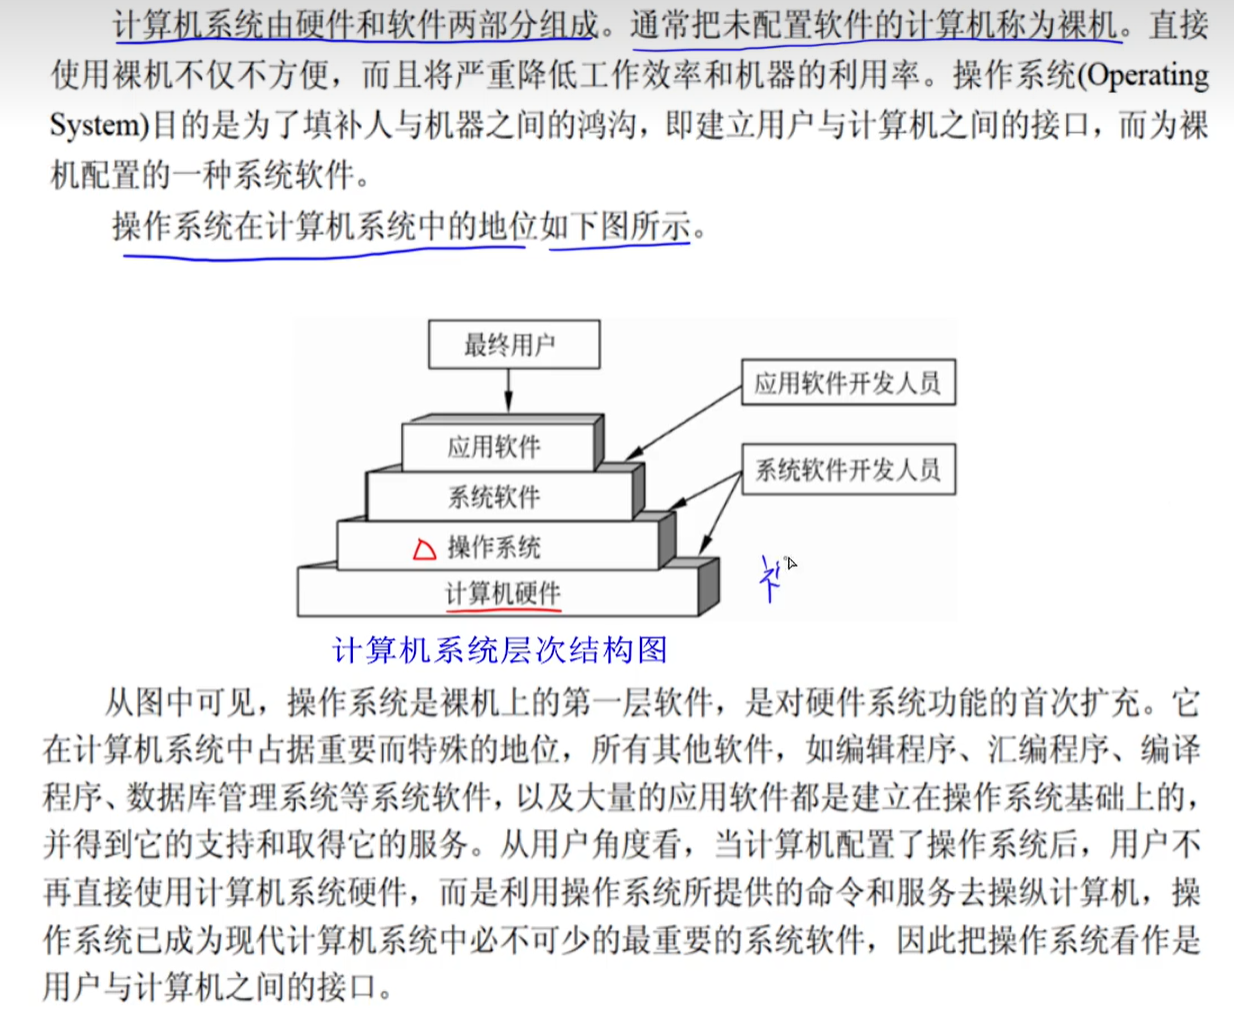 计算机系统由硬件和软件两部分组成。通常把未配置软件的计算机称为裸机。直接
使用裸机不仅不方便，而且将严重降低工作效率和机器的利用率。操作系统(Operating
System)目的是为了填补人与机器之间的鸿沟，即建立用户与计算机之间的接口，而为裸
机配置的一种系统软件。
操作系统在计算机系统中的地位如下图所示。
最终用户
应用软件开发人员
应用软件
系统软件开发人员
系统软件
操作系统
计算机硬件
计算机系统层次结构图
从图中可见，操作系统是裸机上的第一层软件，是对硬件系统功能的首次扩充。它
在计算机系统中占据重要而特殊的地位，所有其他软件，如编辑程序、汇编程序、编译
程序、数据库管理系统等系统软件，以及大量的应用软件都是建立在操作系统基础上的，
并得到它的支持和取得它的服务。从用户角度看，当计算机配置了操作系统后，用户不
再直接使用计算机系统硬件，而是利用操作系统所提供的命令和服务去操纵计算机，操
作系统已成为现代计算机系统中必不可少的最重要的系统软件，因此把操作系统看作是
用户与计算机之间的接口。